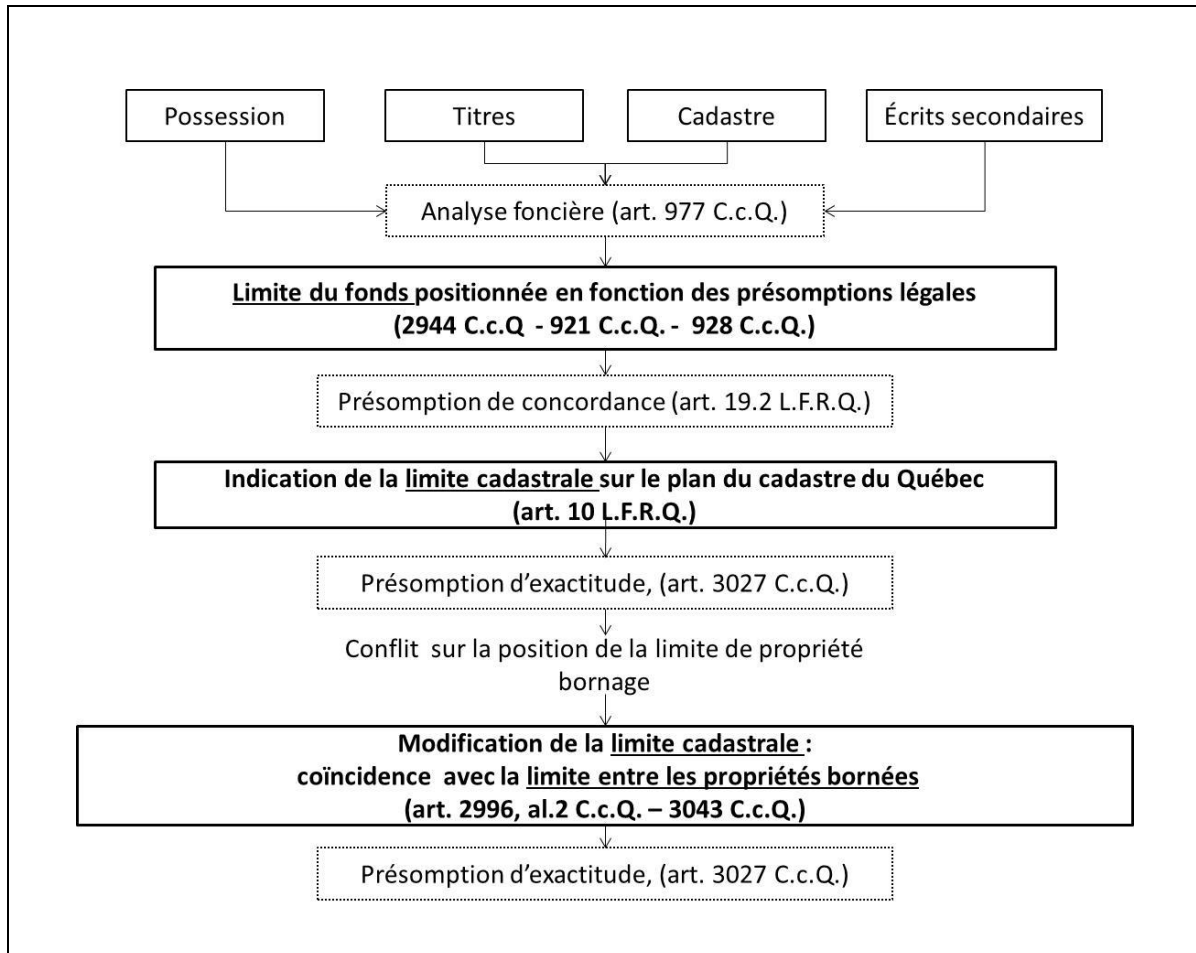 Possession
Titres
Cadastre
Écrits secondaires
Analyse foncière (art. 977 C.c.Q.)
Limite du fonds positionnée en fonction des présomptions légales
(2944 C.c.Q - 921 C.c.Q. - 928 C.c.Q.)
Présomption de concordance (art. 19.2 L.F.R.Q.)
Indication de la limite cadastrale sur le plan du cadastre du Québec
(art. 10 L.F.R.Q.)
Présomption d'exactitude, (art. 3027 C.c.Q.)
Conflit sur la position de la limite de propriété
bornage
Modification de la limite cadastrale :
coïncidence avec la limite entre les propriétés bornées
(art. 2996, al.2 C.c.Q. – 3043 C.c.Q.)
Présomption d'exactitude, (art. 3027 C.c.Q.)